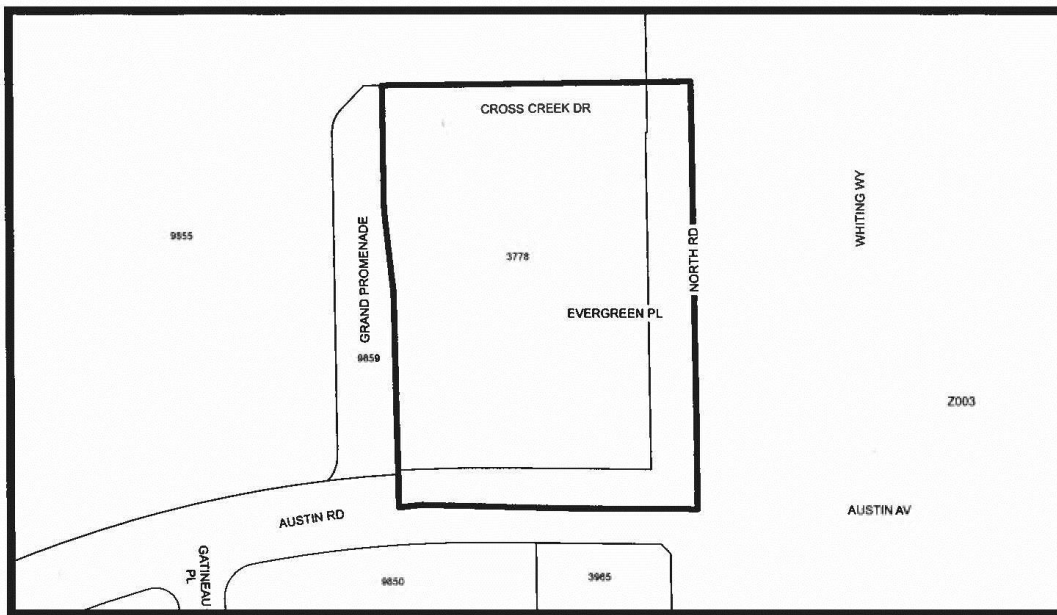 CROSS CREEK DR
WHITING WY
9855
GRAND PROMENADE
3778
NORTH RD
EVERGREEN PL
9859
Z003
AUSTIN RD
AUSTIN AV
GATINEAU
PL
9850
3965